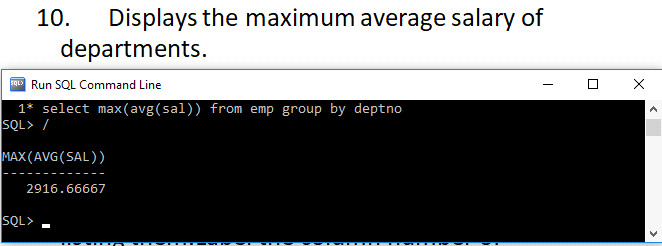 10. Displays the maximum average salary of
departments.
Run SQL Command Line
1* select max(avg(sal)) from emp group by deptno
SQL> /
MAX(AVG(SAL))
-------------
2916.66667
SQL>